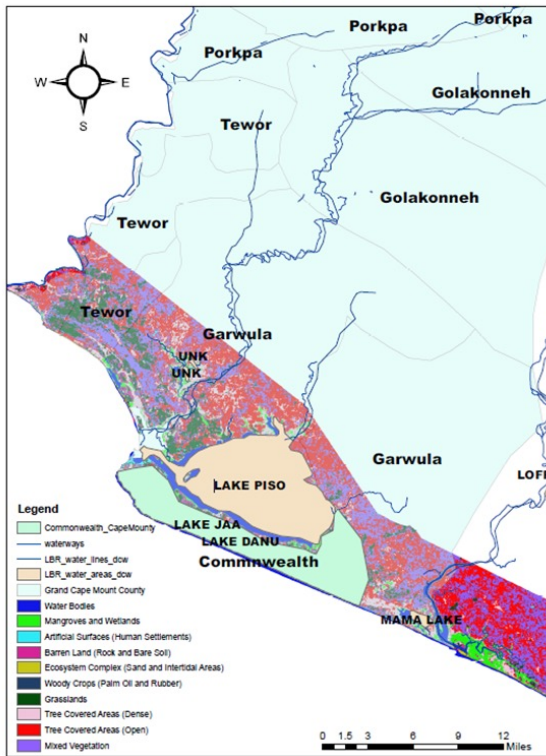 Porkpa
Porkpa
Porkpa
N
W E
S
Golakonneh
Tewor
Golakonneh
Tewor
Tewor
Garwula
UNK
UNK
Garwula
LOFI
LAKE PISO
LAKE JAA
LAKE DANU
Commnwealth
MAMA LAKE
Legend
Commonwealth_CapeMounty
waterways
LBR_water_lines_dcw
LBR_water_areas_dcw
Grand Cape Mount County
Water Bodies
Mangroves and Wetlands
Artificial Surfaces (Human Settlements)
Barren Land (Rock and Bare Soil)
Ecosystem Complex (Sand and Intertidal Areas)
Woody Crops (Palm Oil and Rubber)
Grasslands
Tree Covered Areas (Dense)
Tree Covered Areas (Open)
Mixed Vegetation
0 1.5 3 6 9 12
Miles